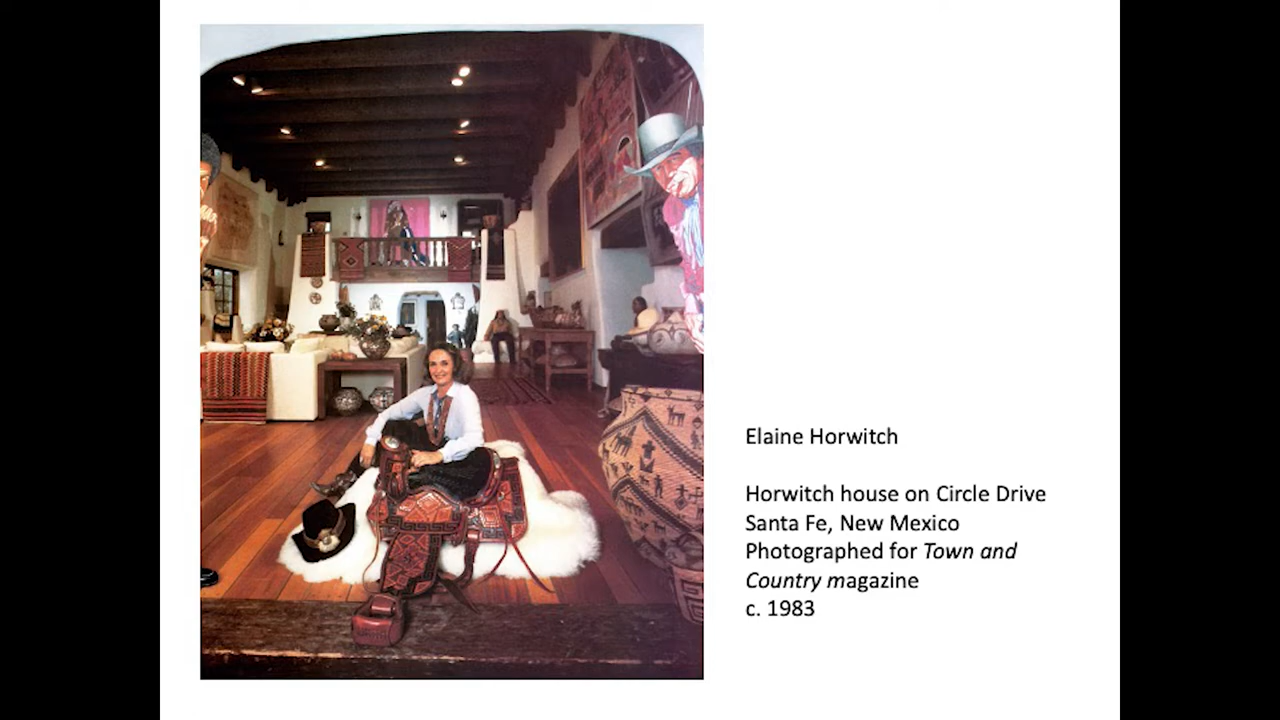 Elaine Horwitch
Horwitch house on Circle Drive
Santa Fe, New Mexico
Photographed for Town and
Country magazine
c. 1983